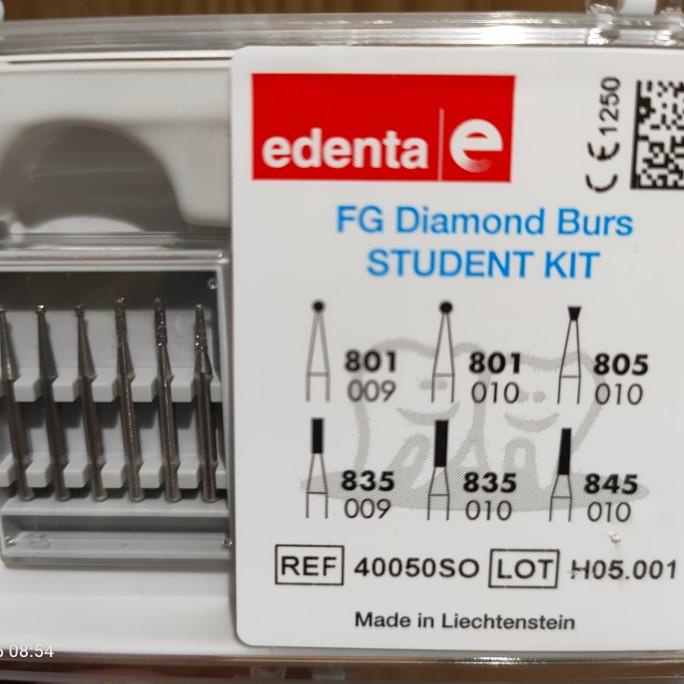 edenta e
CE 1250
FG Diamond Burs
STUDENT KIT
801 801 805
009 010 010
835 835 845
009 010 010
REF 40050SO LOT H05.001
Made in Liechtenstein
08:54